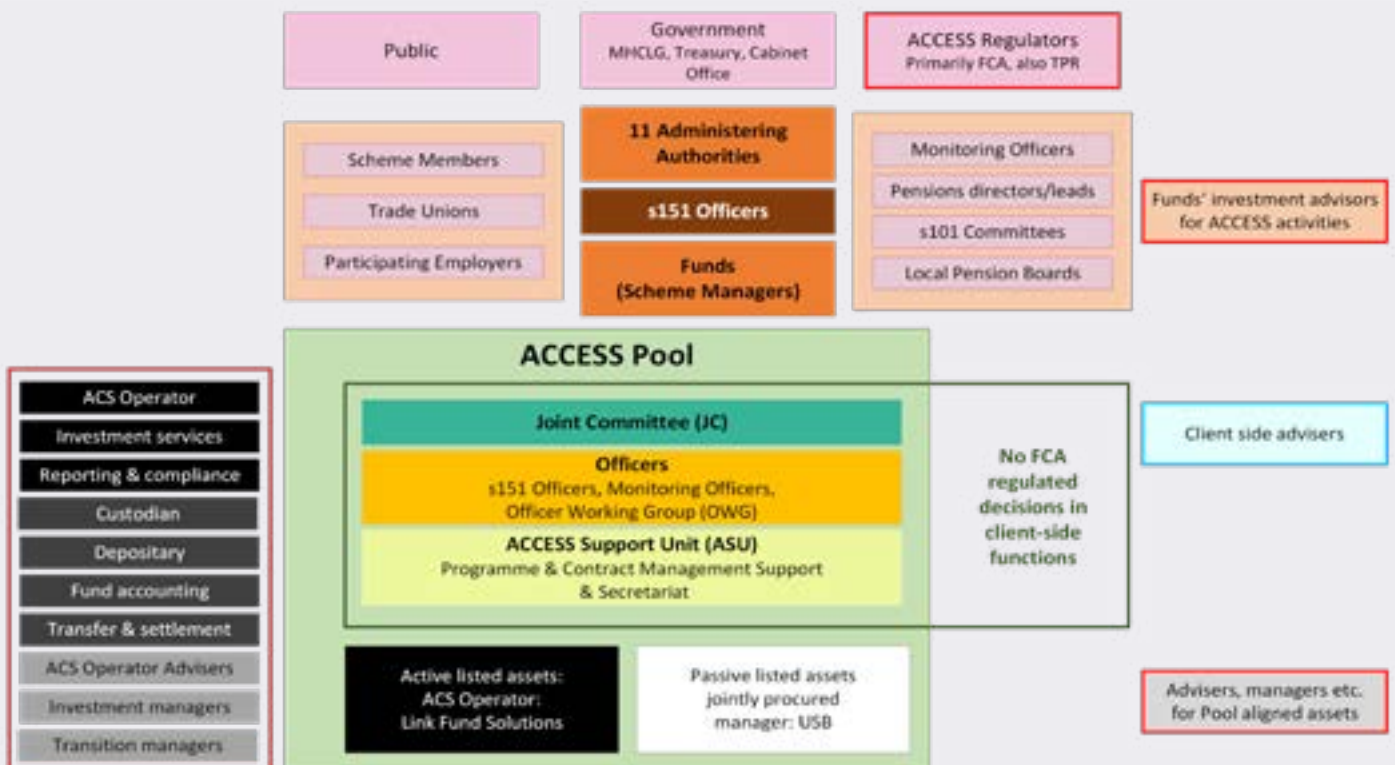 Public
Government
MHCLG, Treasury, Cabinet
Office
ACCESS Regulators
Primarily FCA, also TPR
Scheme Members
Trade Unions
Participating Employers
11 Administering
Authorities
s151 Officers
Funds
(Scheme Managers)
Monitoring Officers
Pensions directors/leads
s101 Committees
Local Pension Boards
Funds' investment advisors
for ACCESS activities
ACCESS Pool
ACS Operator
Investment services
Reporting & compliance
Custodian
Depositary
Fund accounting
Transfer & settlement
ACS Operator Advisers
Investment managers
Transition managers
Joint Committee (JC)
Officers
s151 Officers, Monitoring Officers,
Officer Working Group (OWG)
ACCESS Support Unit (ASU)
Programme & Contract Management Support
& Secretariat
No FCA
regulated
decisions in
client-side
functions
Client side advisers
Active listed assets:
ACS Operator:
Link Fund Solutions
Passive listed assets
jointly procured
manager: USB
Advisers, managers etc.
for Pool aligned assets